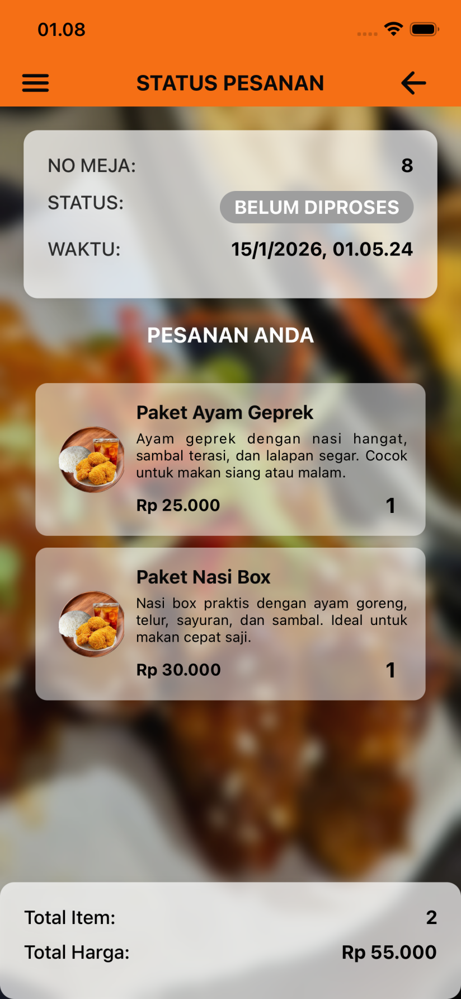 01.08
STATUS PESANAN
NO MEJA: 8
STATUS: BELUM DIPROSES
WAKTU: 15/1/2026, 01.05.24
PESANAN ANDA
Paket Ayam Geprek
Ayam geprek dengan nasi hangat,
sambal terasi, dan lalapan segar. Cocok
untuk makan siang atau malam.
Rp 25.000 1
Paket Nasi Box
Nasi box praktis dengan ayam goreng,
telur, sayuran, dan sambal. Ideal untuk
makan cepat saji.
Rp 30.000 1
Total Item: 2
Total Harga: Rp 55.000